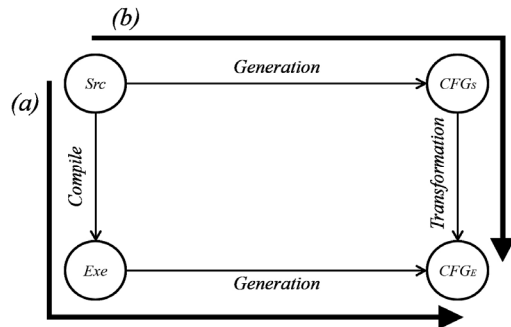 (b)
Generation
Src
CFGS
(a)
Compile
Transformation
Exe
CFGE
Generation